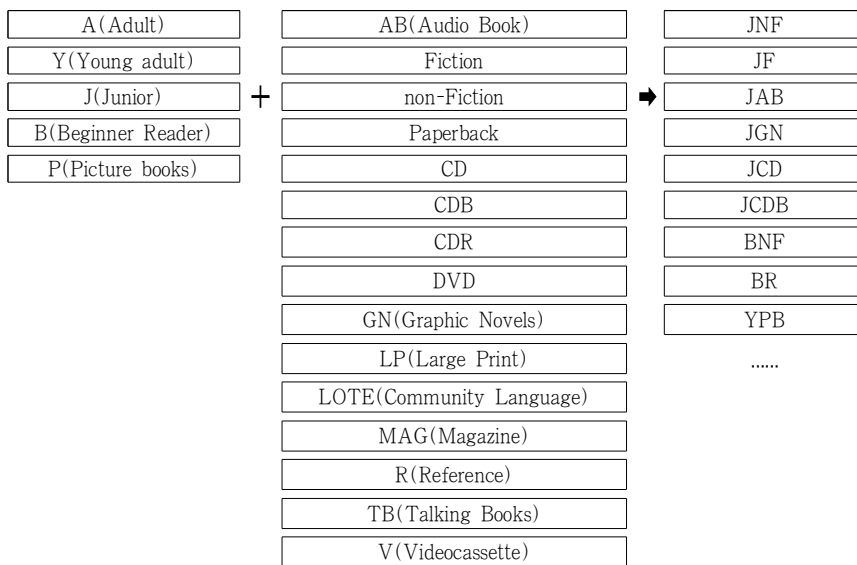 A(Adult)
Y(Young adult)
J(Junior)
B(Beginner Reader)
P(Picture books)
+
AB(Audio Book)
Fiction
non-Fiction
Paperback
CD
CDB
CDR
DVD
GN(Graphic Novels)
LP(Large Print)
LOTE(Community Language)
MAG(Magazine)
R(Reference)
TB(Talking Books)
V(Videocassette)
JNF
JF
JAB
JGN
JCD
JCDB
BNF
BR
YPB
......